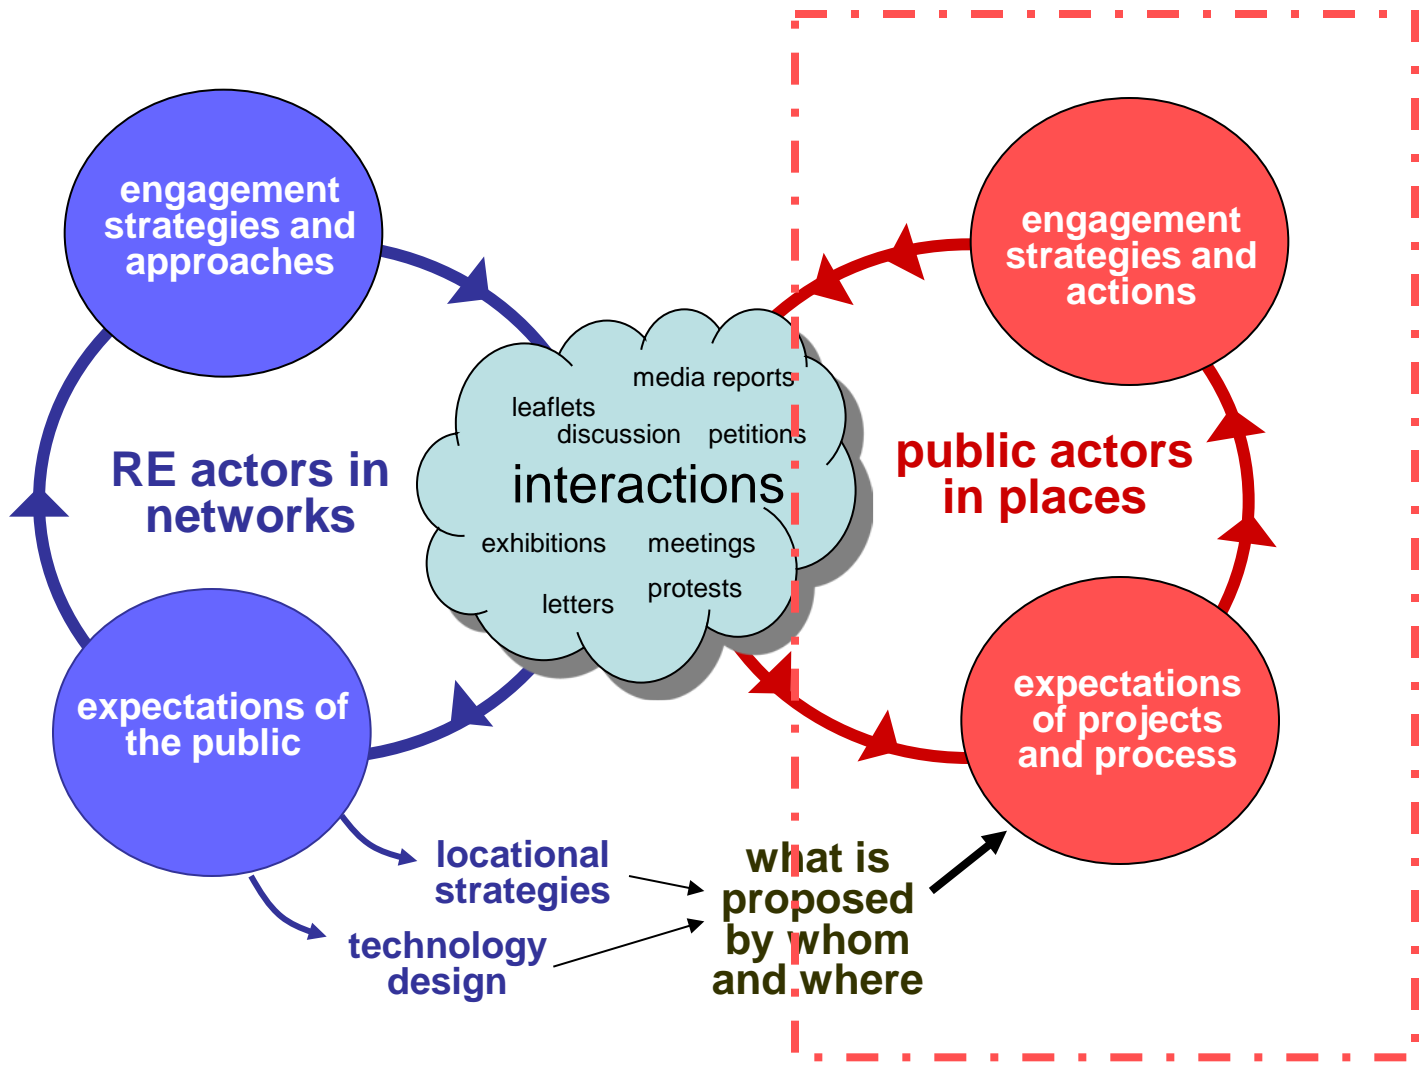 engagement
strategies and
approaches
engagement
strategies and
actions
media reports
leaflets
discussion
petitions
RE actors in
networks
interactions
public actors
in places
exhibitions
meetings
letters
protests
expectations of
the public
expectations
of projects
and process
locational
strategies
technology
design
what is
proposed
by whom
and where